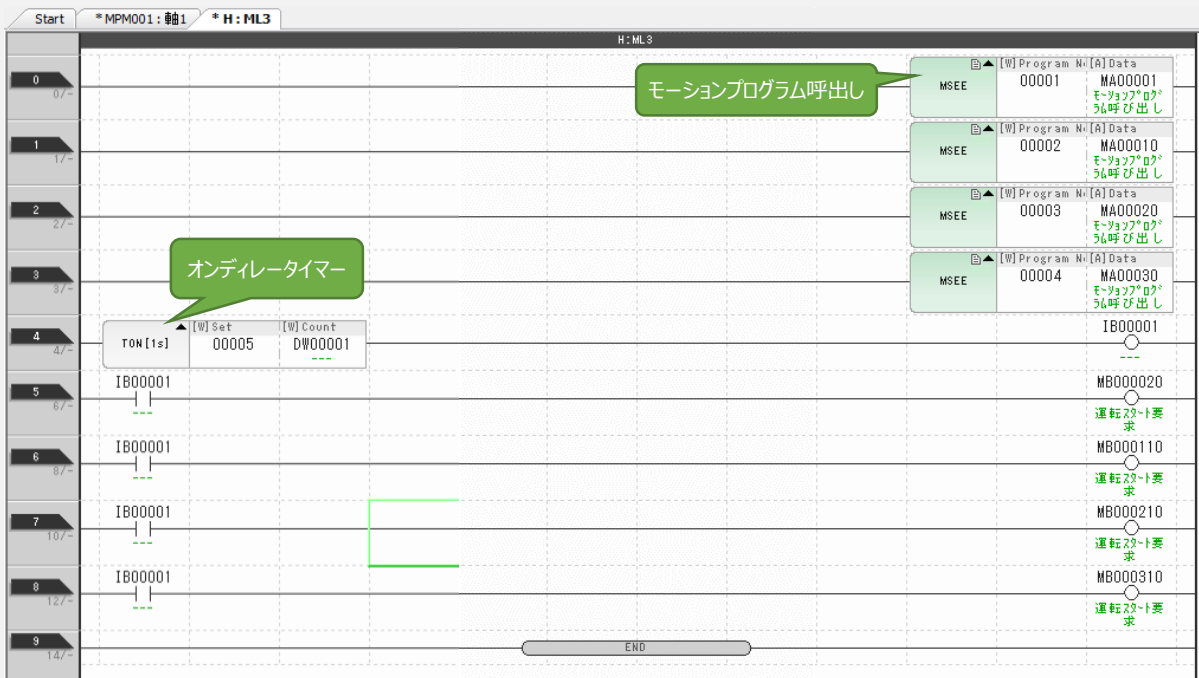 Start
*MPM001:軸1
* H:ML3
H:ML3
0
0/-
モーションプログラム呼出し
MSEE
[W]Program N
[A]Data
00001
MA00001
ﾓｰｼｮﾝﾌﾟﾛｸﾞ
ﾗﾑ呼び出し
1
1/-
MSEE
[W]Program N
[A]Data
00002
MA00010
ﾓｰｼｮﾝﾌﾟﾛｸﾞ
ﾗﾑ呼び出し
2
2/-
MSEE
[W]Program N
[A]Data
00003
MA00020
ﾓｰｼｮﾝﾌﾟﾛｸﾞ
ﾗﾑ呼び出し
オンディレータイマー
3
3/-
MSEE
[W]Program N
[A]Data
00004
MA00030
ﾓｰｼｮﾝﾌﾟﾛｸﾞ
ﾗﾑ呼び出し
4
4/-
TON[1s]
[W]Set
[W]Count
00005
DW00001
---
IB00001
---
5
6/-
IB00001
---
MB000020
運転ｽﾀｰﾄ要
求
6
8/-
IB00001
---
MB000110
運転ｽﾀｰﾄ要
求
7
10/-
IB00001
---
MB000210
運転ｽﾀｰﾄ要
求
8
12/-
IB00001
---
MB000310
運転ｽﾀｰﾄ要
求
9
14/-
END